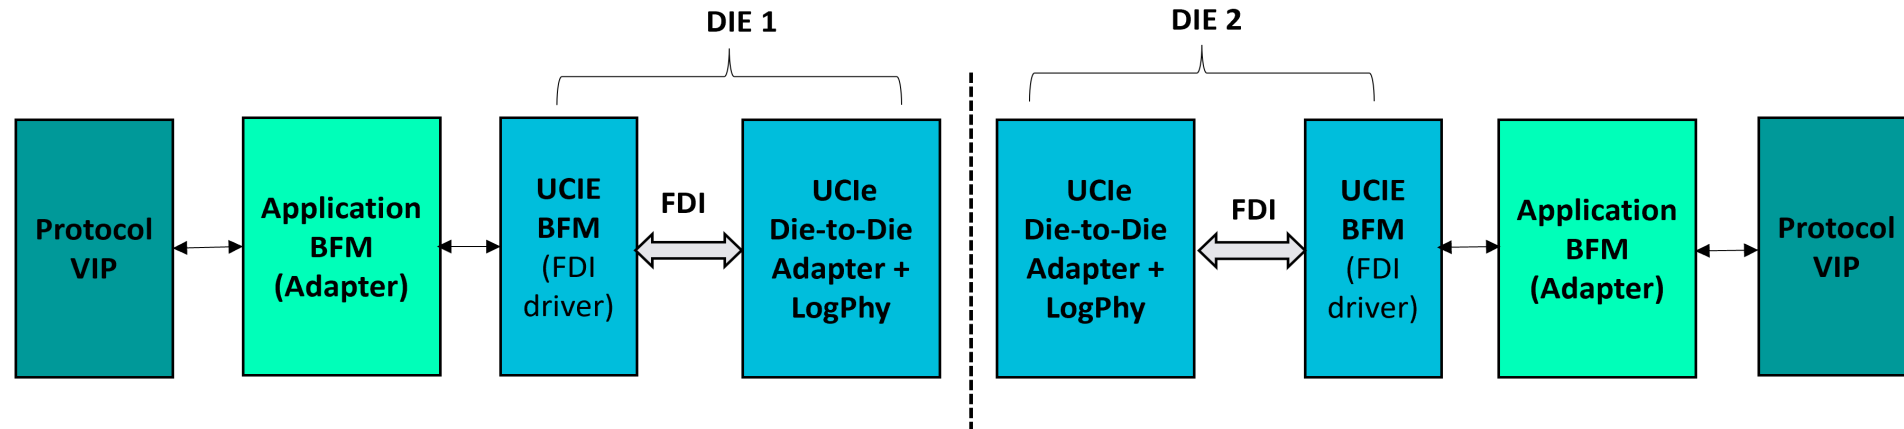 DIE 1
DIE 2
Protocol
VIP
Application
BFM
(Adapter)
UCIE
BFM
(FDI
driver)
FDI
UCIe
Die-to-Die
Adapter +
LogPhy
UCIe
Die-to-Die
Adapter +
LogPhy
FDI
UCIE
BFM
(FDI
driver)
Application
BFM
(Adapter)
Protocol
VIP